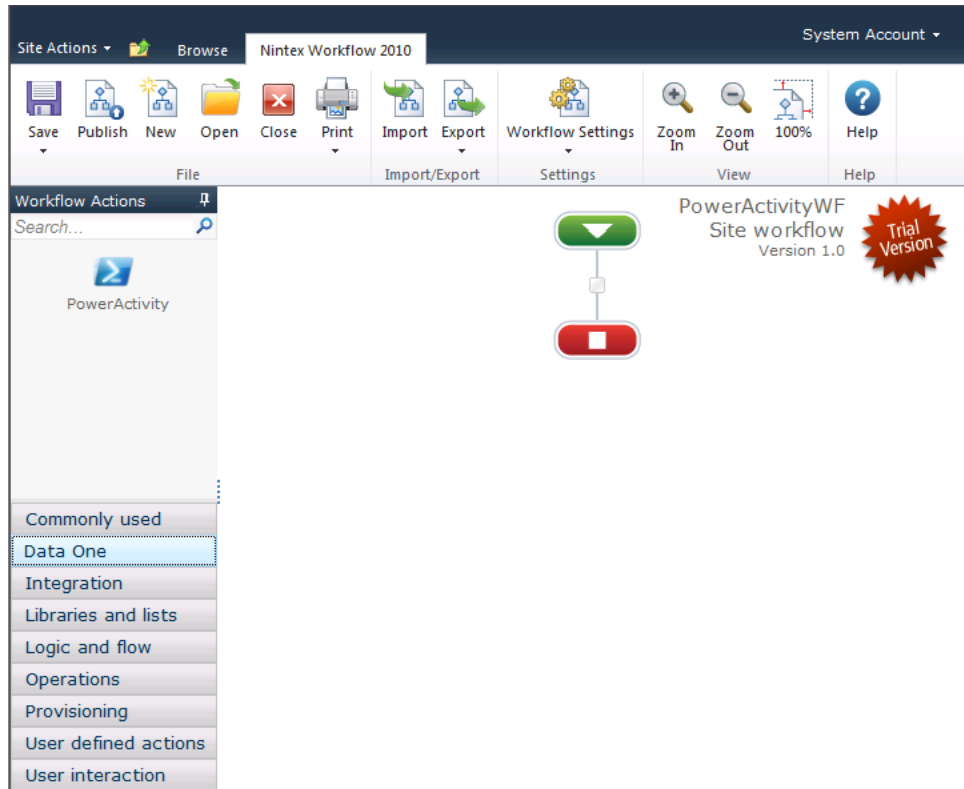 System Account
Site Actions
Browse
Nintex Workflow 2010
Save
Publish
New
Open
Close
Print
Import
Export
Workflow Settings
Zoom
In
Zoom
Out
100%
Help
File
Import/Export
Settings
View
Help
Workflow Actions
Search...
PowerActivity
PowerActivityWF
Site workflow
Version 1.0
Trial
Version
Commonly used
Data One
Integration
Libraries and lists
Logic and flow
Operations
Provisioning
User defined actions
User interaction